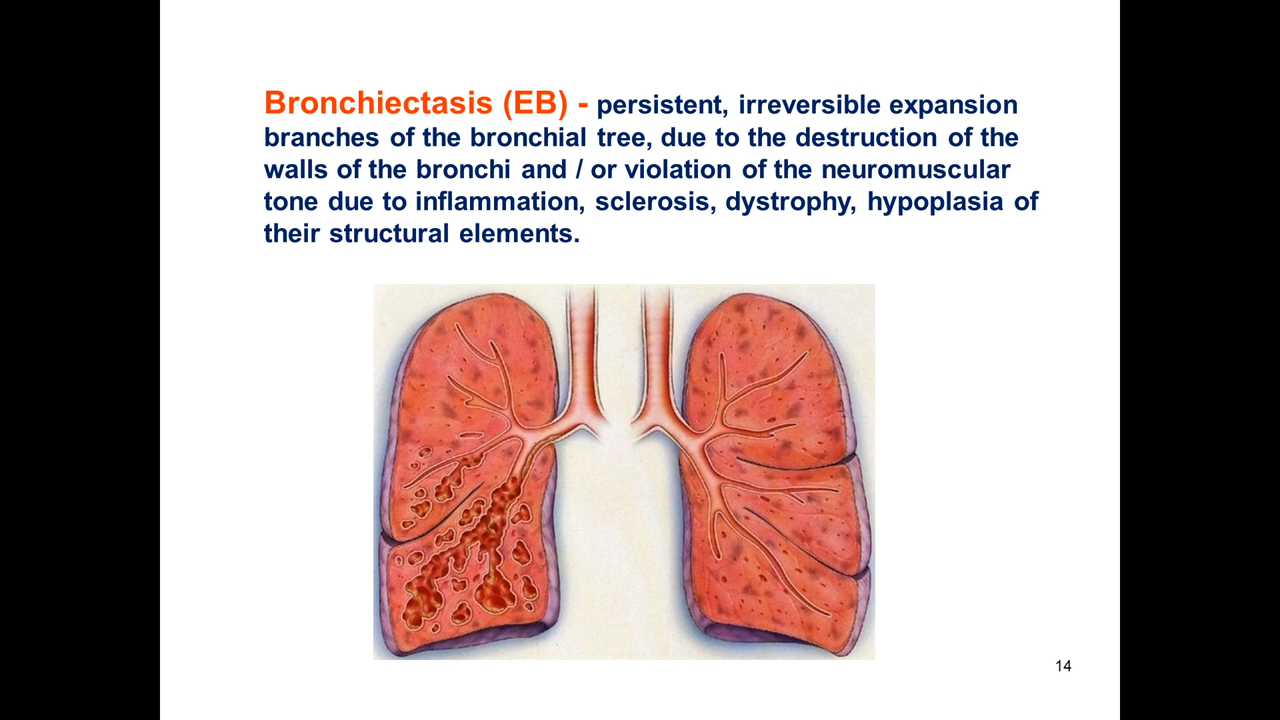 Bronchiectasis (EB) - persistent, irreversible expansion
branches of the bronchial tree, due to the destruction of the
walls of the bronchi and / or violation of the neuromuscular
tone due to inflammation, sclerosis, dystrophy, hypoplasia of
their structural elements.
14